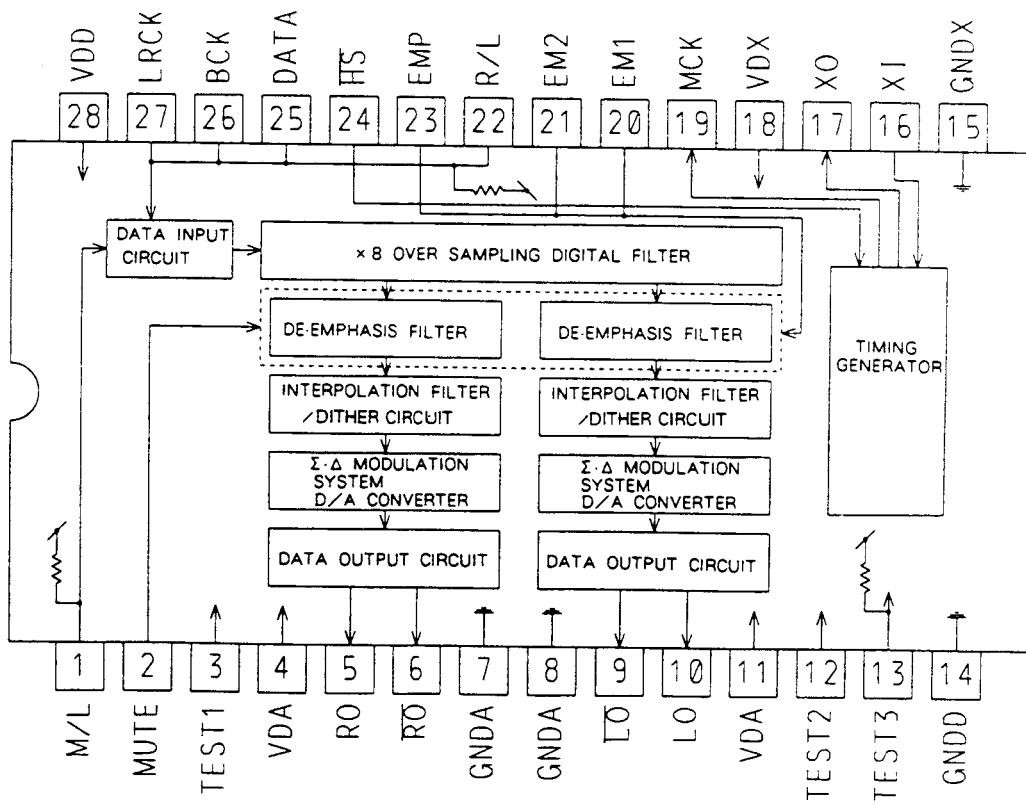 VDD LRCK BCK DATA HS EMP R/L EM2 EM1 MCK VDX XO XI GNDX
28 27 26 25 24 23 22 21 20 19 18 17 16 15
DATA INPUT
CIRCUIT
×8 OVER SAMPLING DIGITAL FILTER
DE-EMPHASIS FILTER
DE-EMPHASIS FILTER
TIMING
GENERATOR
INTERPOLATION FILTER
/DITHER CIRCUIT
INTERPOLATION FILTER
/DITHER CIRCUIT
Σ·Δ MODULATION
SYSTEM
D/A CONVERTER
Σ·Δ MODULATION
SYSTEM
D/A CONVERTER
DATA OUTPUT CIRCUIT
DATA OUTPUT CIRCUIT
1 2 3 4 5 6 7 8 9 10 11 12 13 14
M/L MUTE TEST1 VDA RO R̅O̅ GNDA GNDA L̅O̅ LO VDA TEST2 TEST3 GNDD